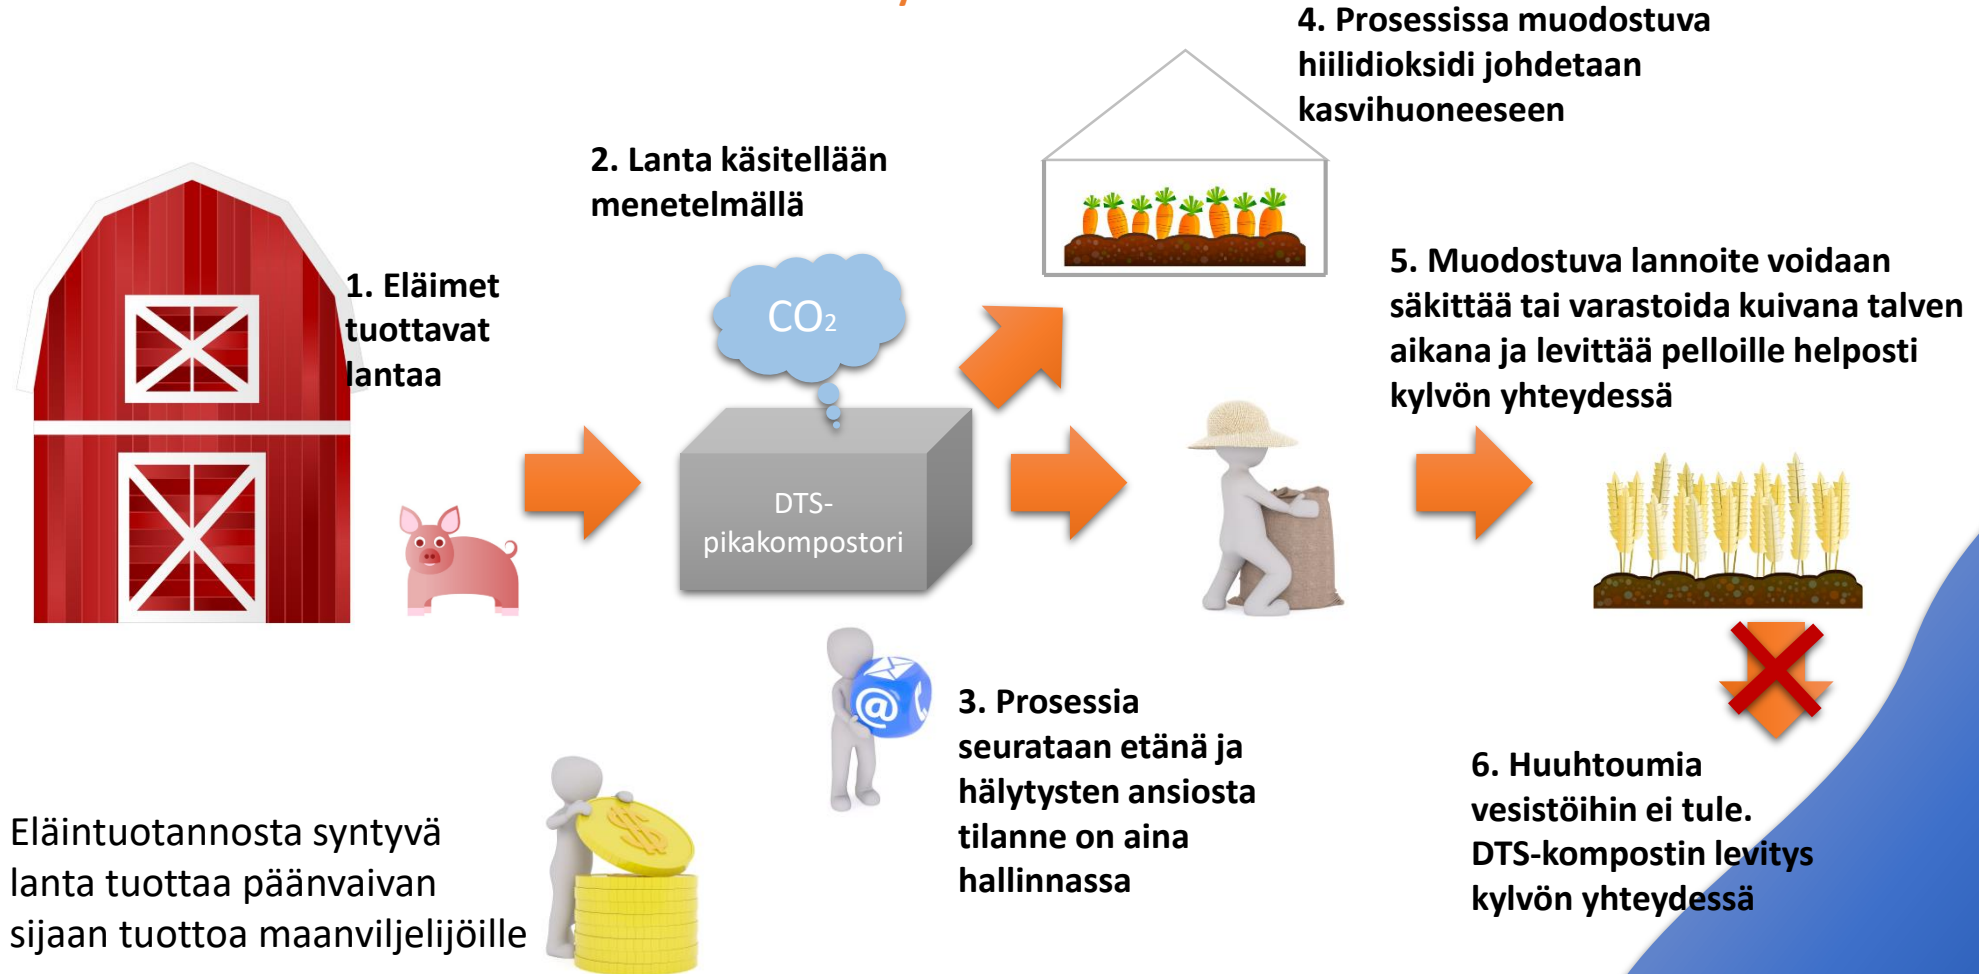 1. Eläimet
tuottavat
lantaa
2. Lanta käsitellään
menetelmällä
CO₂
DTS-
pikakompostori
3. Prosessia
seurataan etänä ja
hälytysten ansiosta
tilanne on aina
hallinnassa
4. Prosessissa muodostuva
hiilidioksidi johdetaan
kasvihuoneeseen
5. Muodostuva lannoite voidaan
säkittää tai varastoida kuivana talven
aikana ja levittää pelloille helposti
kylvön yhteydessä
6. Huuhtoumia
vesistöihin ei tule.
DTS-kompostin levitys
kylvön yhteydessä
Eläintuotannosta syntyvä
lanta tuottaa päänvaivan
sijaan tuottoa maanviljelijöille